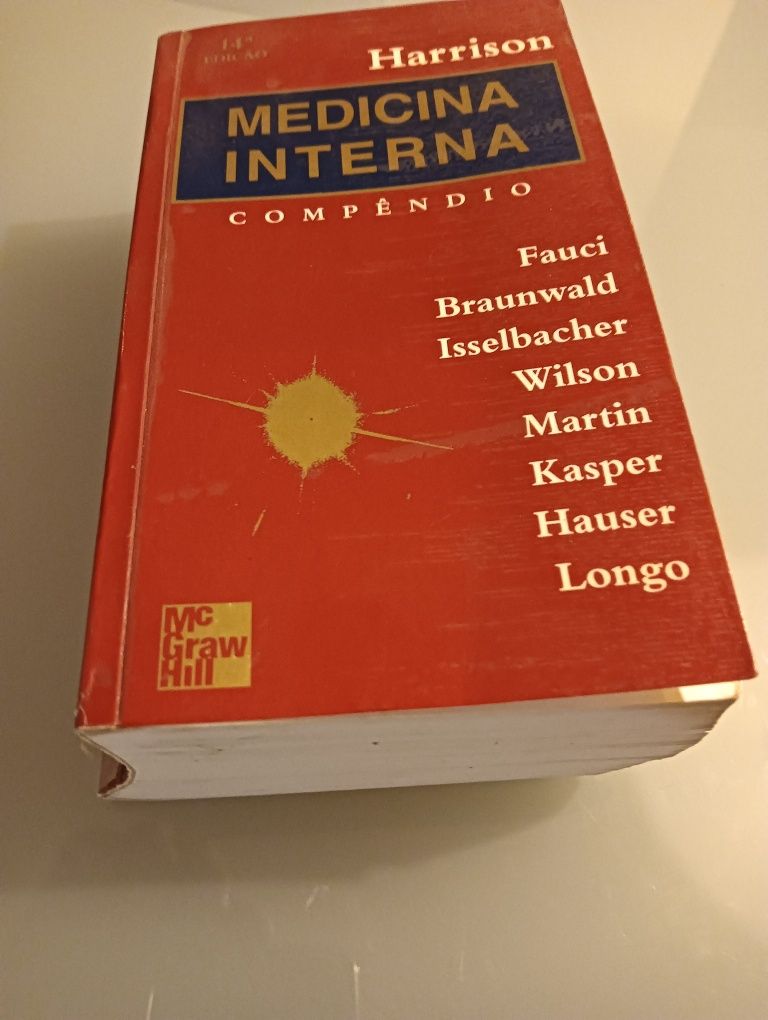 14ª
EDIÇÃO
Harrison
MEDICINA
INTERNA
COMPÊNDIO
Fauci
Braunwald
Isselbacher
Wilson
Martin
Kasper
Hauser
Longo
Mc
Graw
Hill